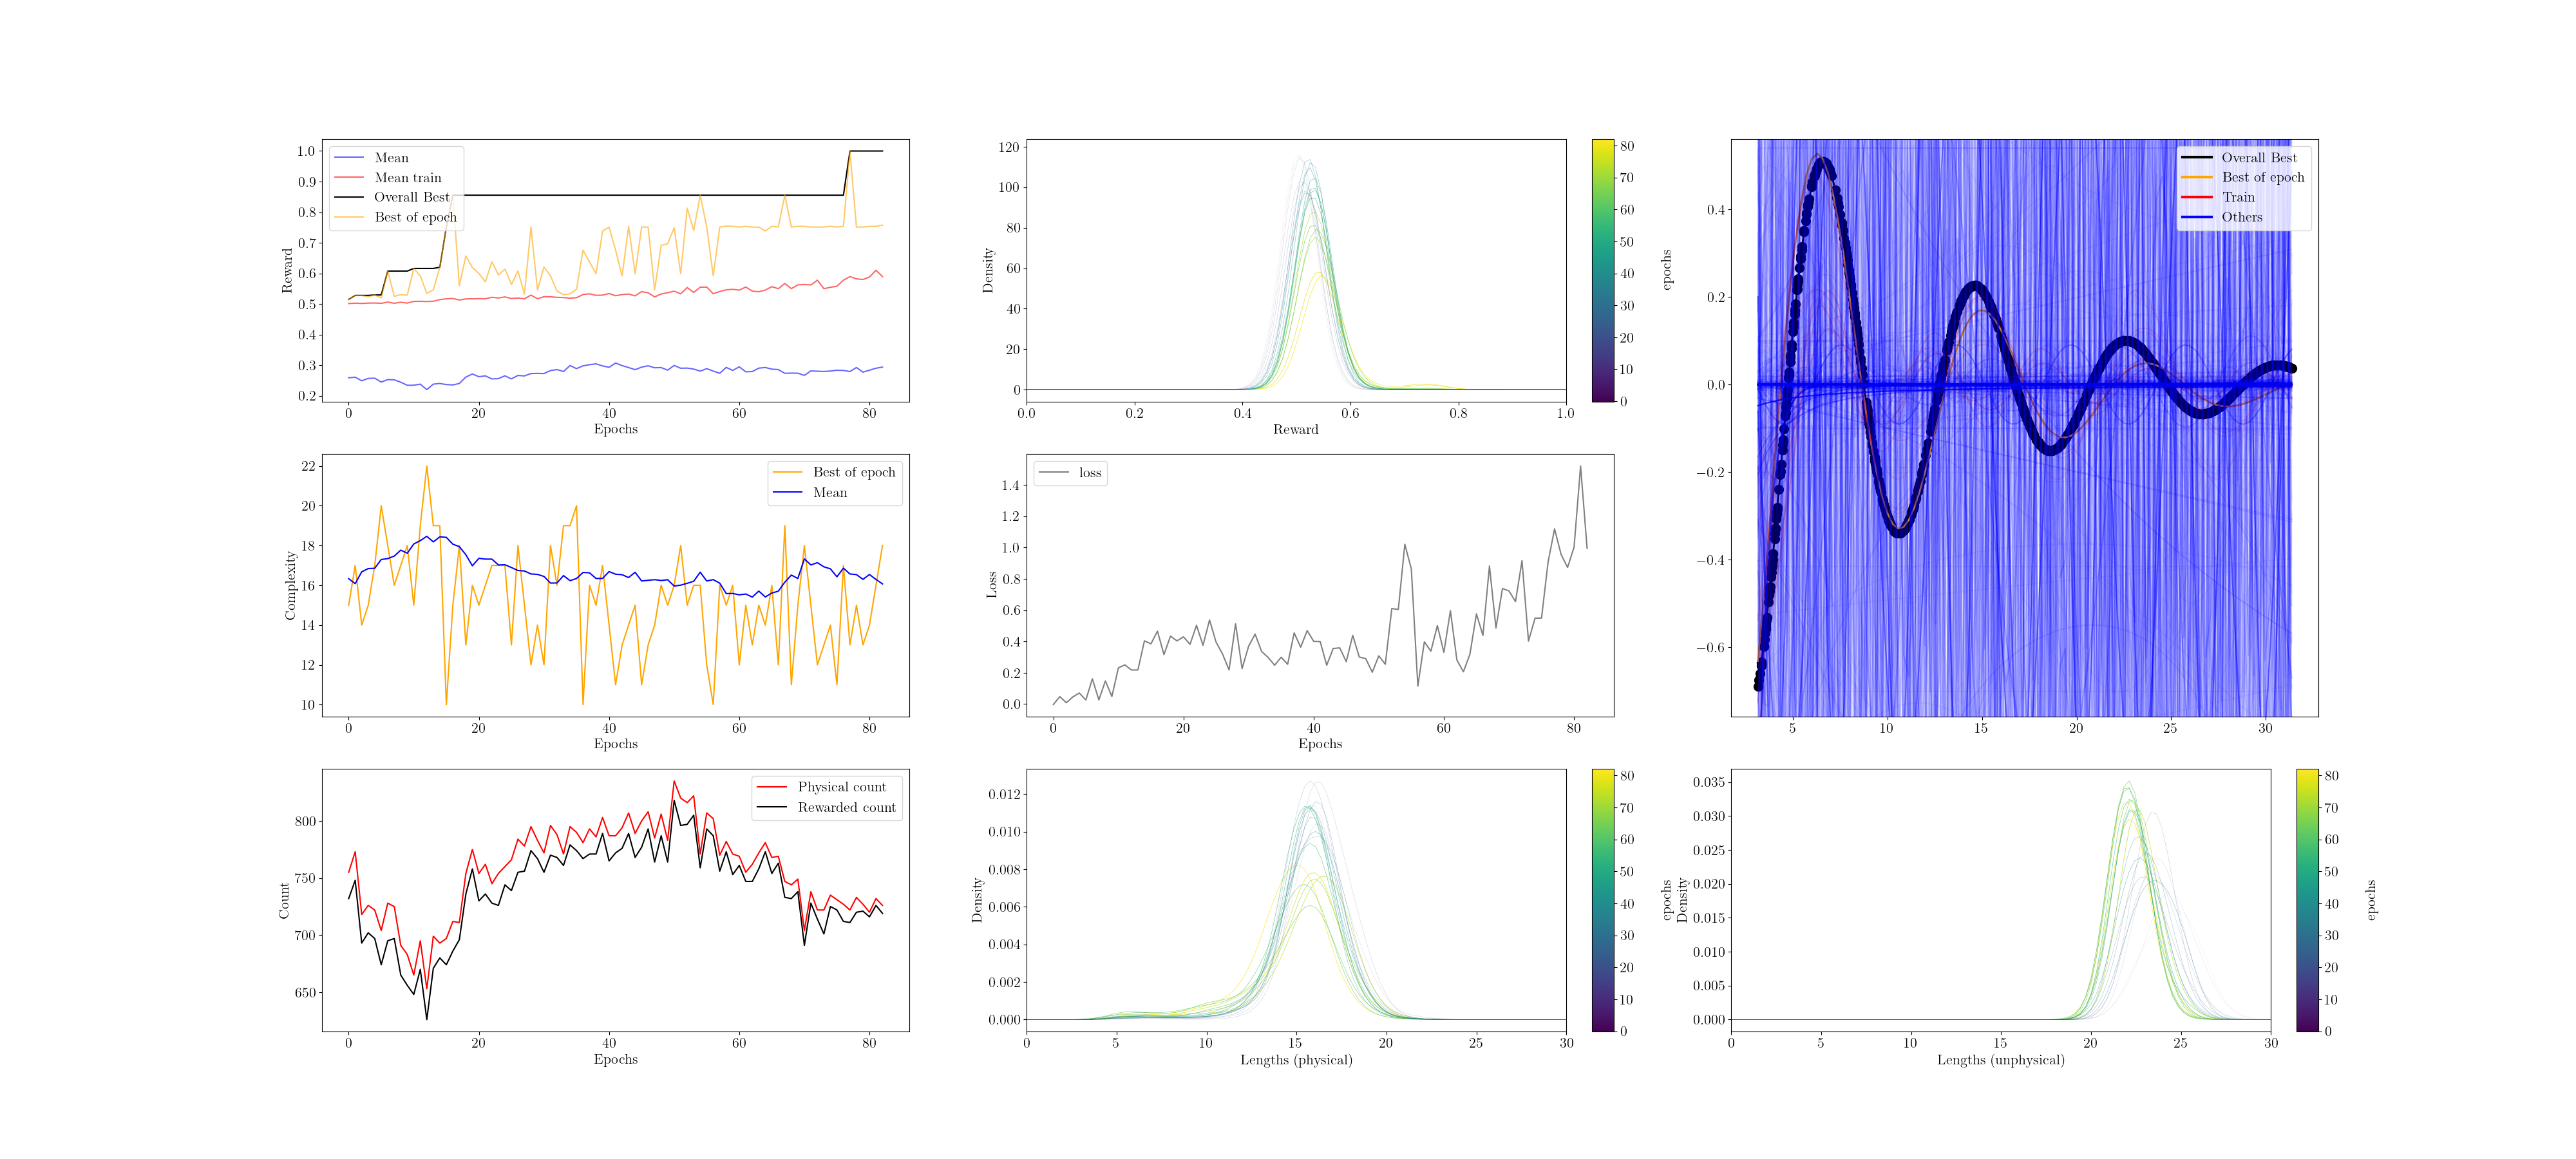 1.0
0.9
0.8
0.7
0.6
0.5
0.4
0.3
0.2
Reward
Mean
Mean train
Overall Best
Best of epoch
0 20 40 60 80
Epochs
120
100
80
60
40
20
0
Density
0.0 0.2 0.4 0.6 0.8 1.0
Reward
80
70
60
50
40
30
20
10
0
epochs
0.4
0.2
0.0
−0.2
−0.4
−0.6
Overall Best
Best of epoch
Train
Others
5 10 15 20 25 30
22
20
18
16
14
12
10
Complexity
Best of epoch
Mean
0 20 40 60 80
Epochs
1.4
1.2
1.0
0.8
0.6
0.4
0.2
0.0
Loss
loss
0 20 40 60 80
Epochs
800
750
700
650
Count
Physical count
Rewarded count
0 20 40 60 80
Epochs
0.012
0.010
0.008
0.006
0.004
0.002
0.000
Density
0 5 10 15 20 25 30
Lengths (physical)
80
70
60
50
40
30
20
10
0
epochs
0.035
0.030
0.025
0.020
0.015
0.010
0.005
0.000
Density
0 5 10 15 20 25 30
Lengths (unphysical)
80
70
60
50
40
30
20
10
0
epochs